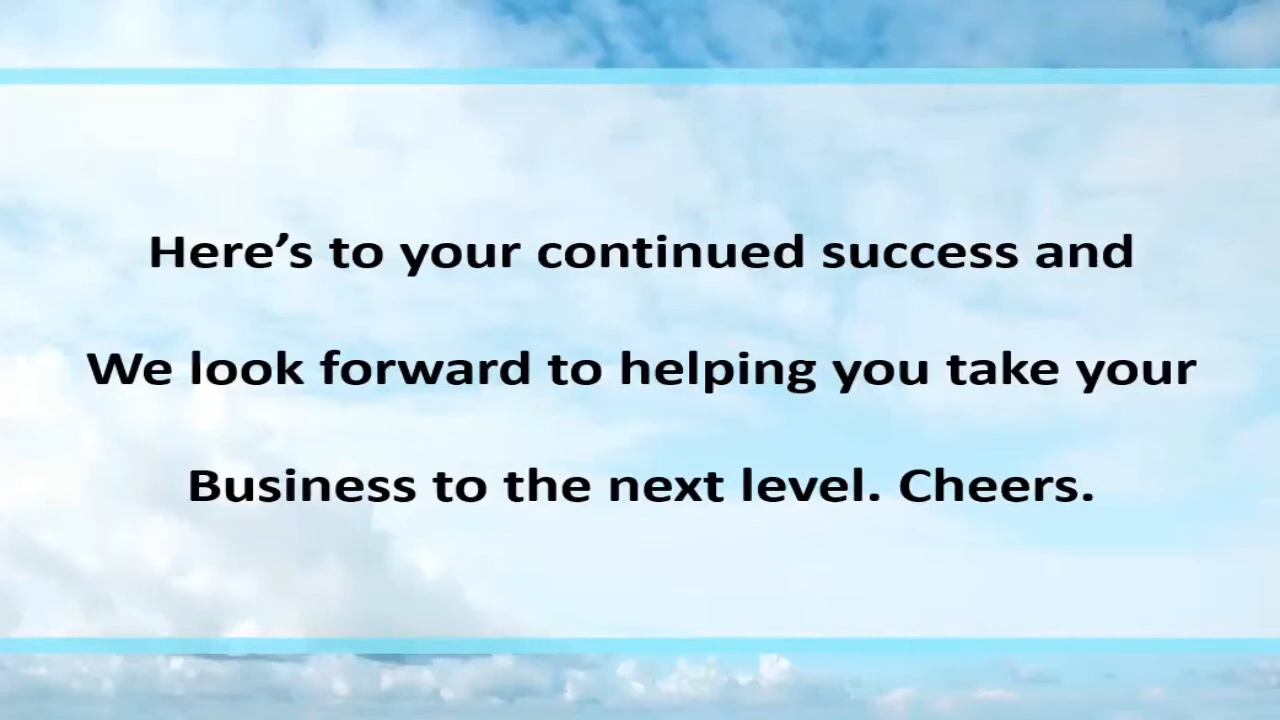 Here’s to your continued success and
We look forward to helping you take your
Business to the next level. Cheers.